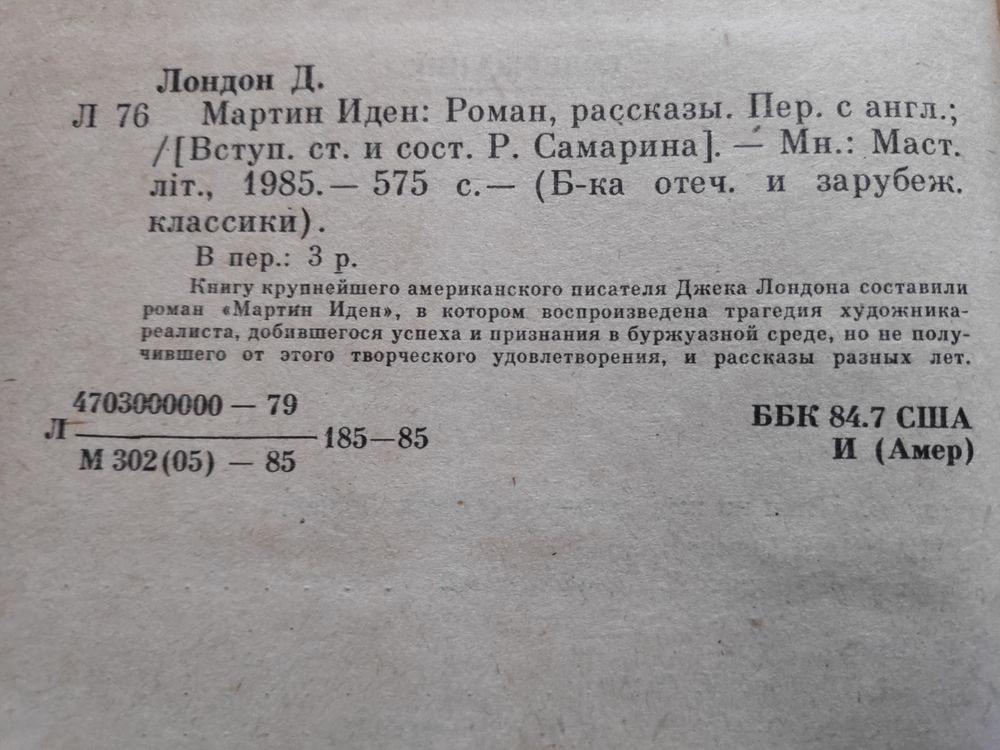 Лондон Д.
Л 76 Мартин Иден: Роман, рассказы. Пер. с англ.;
/[Вступ. ст. и сост. Р. Самарина]. — Мн.: Маст.
літ., 1985.— 575 с.— (Б-ка отеч. и зарубеж.
классики).
В пер.: 3 р.
Книгу крупнейшего американского писателя Джека Лондона составили
роман «Мартин Иден», в котором воспроизведена трагедия художника-
реалиста, добившегося успеха и признания в буржуазной среде, но не полу-
чившего от этого творческого удовлетворения, и рассказы разных лет.
4703000000 — 79
Л 185—85
М 302(05) — 85
ББК 84.7 США
И (Амер)